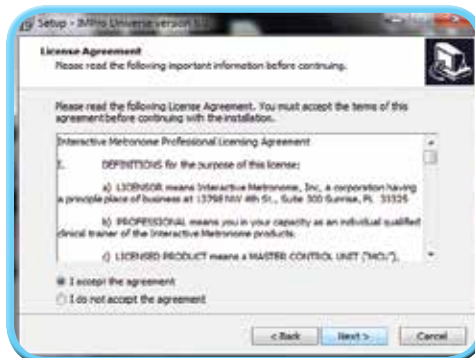 Setup - IMPro Universe version
License Agreement
Please read the following important information before continuing.
Please read the following License Agreement. You must accept the terms of this
agreement before continuing with the installation.
Interactive Metronome Professional Licensing Agreement
I. DEFINITIONS for the purpose of this license:
a) LICENSOR means Interactive Metronome, Inc, a corporation having
a principle place of business at 13798 NW 4th St., Suite 300 Sunrise, FL 33325
b) PROFESSIONAL means you in your capacity as an individual qualified
clinical trainer of the Interactive Metronome products.
c) LICENSED PRODUCT means a MASTER CONTROL UNIT ("MCU"),
I accept the agreement
I do not accept the agreement
< Back Next > Cancel